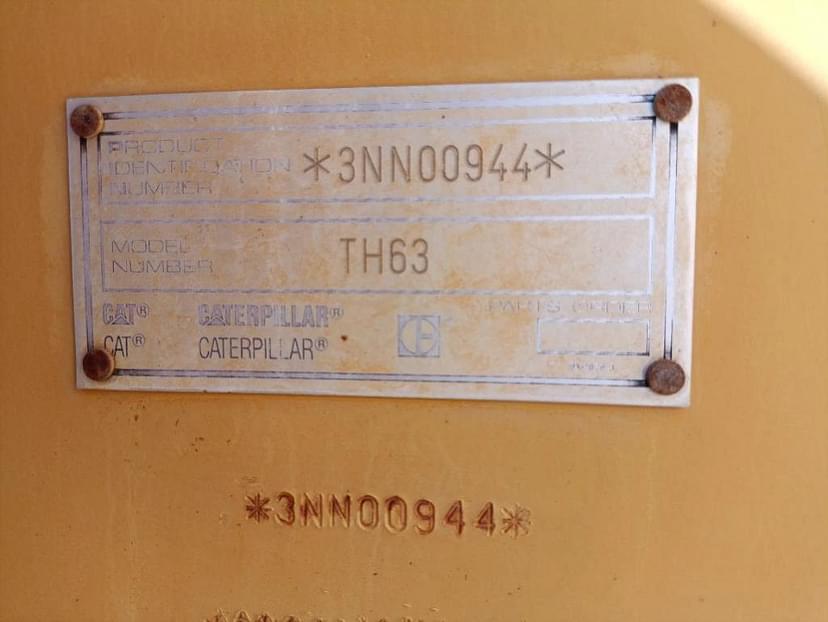 PRODUCT
IDENTIFICATION
NUMBER
*3NN00944*
MODEL
NUMBER
TH63
CAT® CATERPILLAR®
CAT® CATERPILLAR®
PARTS ORDER
*3NN00944*